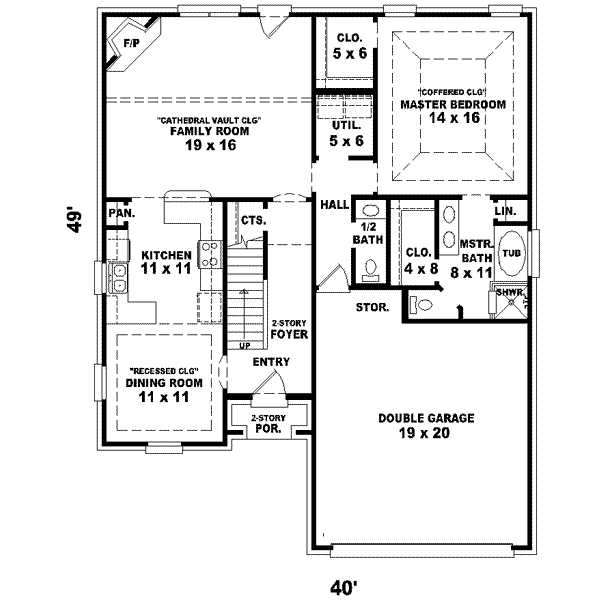 F/P
CLO.
5 x 6
"CATHEDRAL VAULT CLG"
FAMILY ROOM
19 x 16
"COFFERED CLG"
MASTER BEDROOM
14 x 16
UTIL.
5 x 6
49'
PAN.
CTS.
HALL
1/2
BATH
CLO.
4 x 8
LIN.
MSTR.
BATH
8 x 11
TUB
KITCHEN
11 x 11
SHWR.
2-STORY
FOYER
STOR.
UP
ENTRY
"RECESSED CLG"
DINING ROOM
11 x 11
2-STORY
POR.
DOUBLE GARAGE
19 x 20
40'